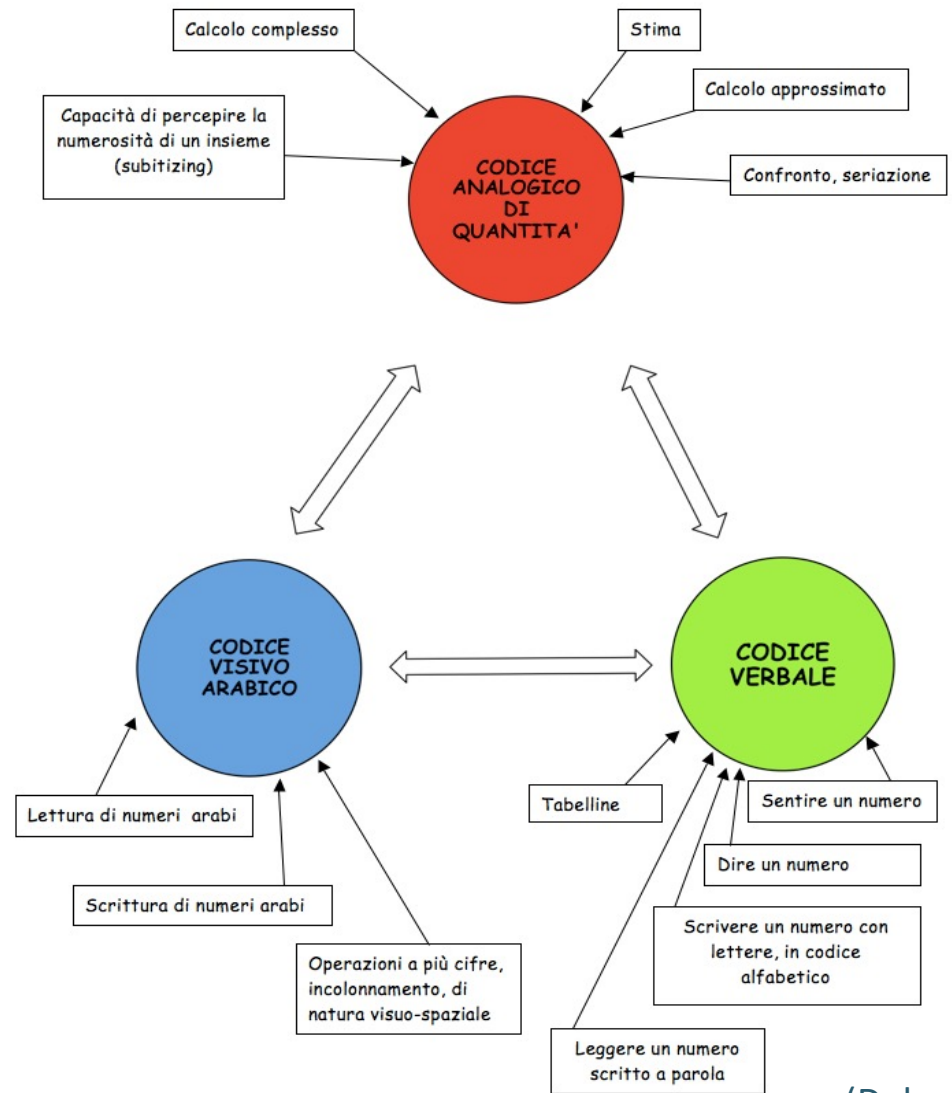 Calcolo complesso
Stima
Calcolo approssimato
Capacità di percepire la
numerosità di un insieme
(subitizing)
Confronto, seriazione
CODICE
ANALOGICO
DI
QUANTITA'
CODICE
VISIVO
ARABICO
CODICE
VERBALE
Lettura di numeri arabi
Tabelline
Sentire un numero
Dire un numero
Scrittura di numeri arabi
Scrivere un numero con
lettere, in codice
alfabetico
Operazioni a più cifre,
incolonnamento, di
natura visuo-spaziale
Leggere un numero
scritto a parola